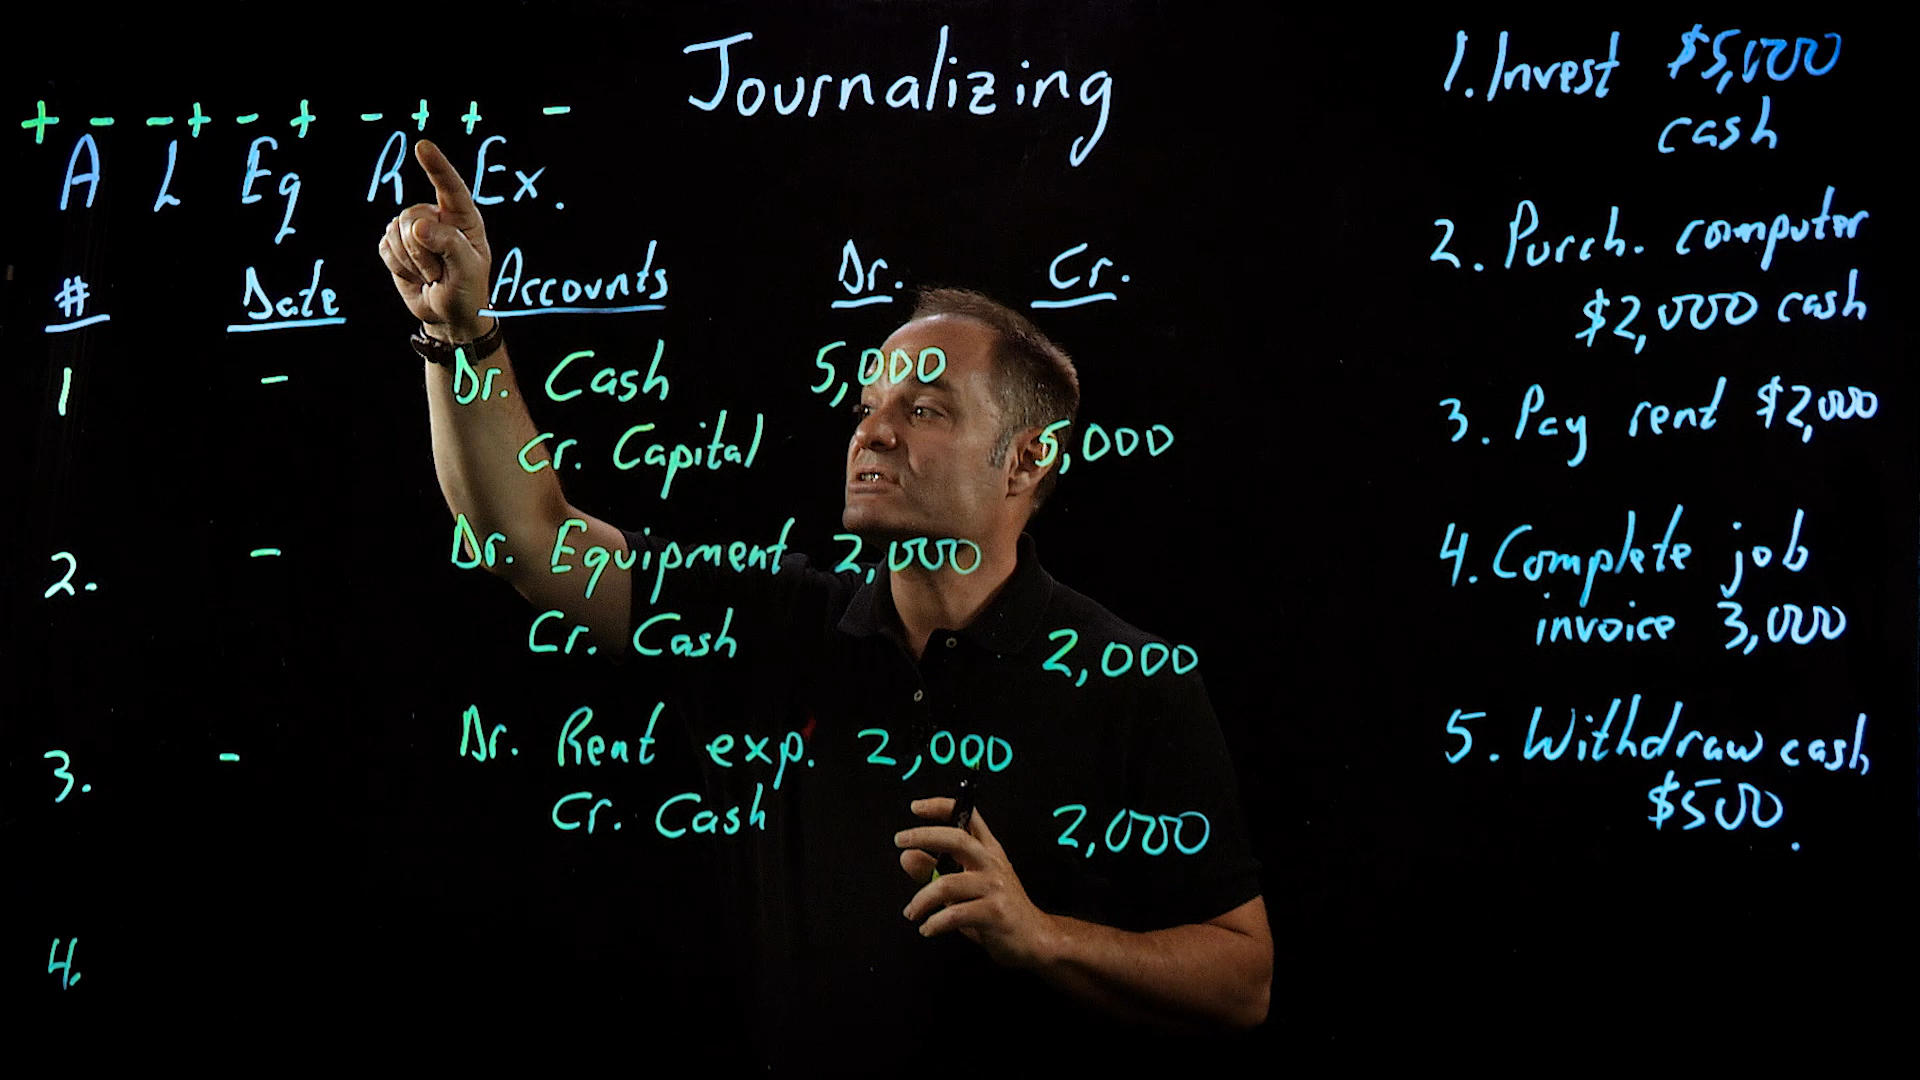 Journalizing
+ - - + - + - + + -
A L Eq R Ex.
# Date Accounts Dr. Cr.
1 - Dr. Cash 5,000
Cr. Capital 5,000
2. - Dr. Equipment 2,000
Cr. Cash 2,000
3. - Dr. Rent exp. 2,000
Cr. Cash 2,000
4.
1. Invest $5,000
cash
2. Purch. computer
$2,000 cash
3. Pay rent $2,000
4. Complete job
invoice 3,000
5. Withdraw cash
$500.